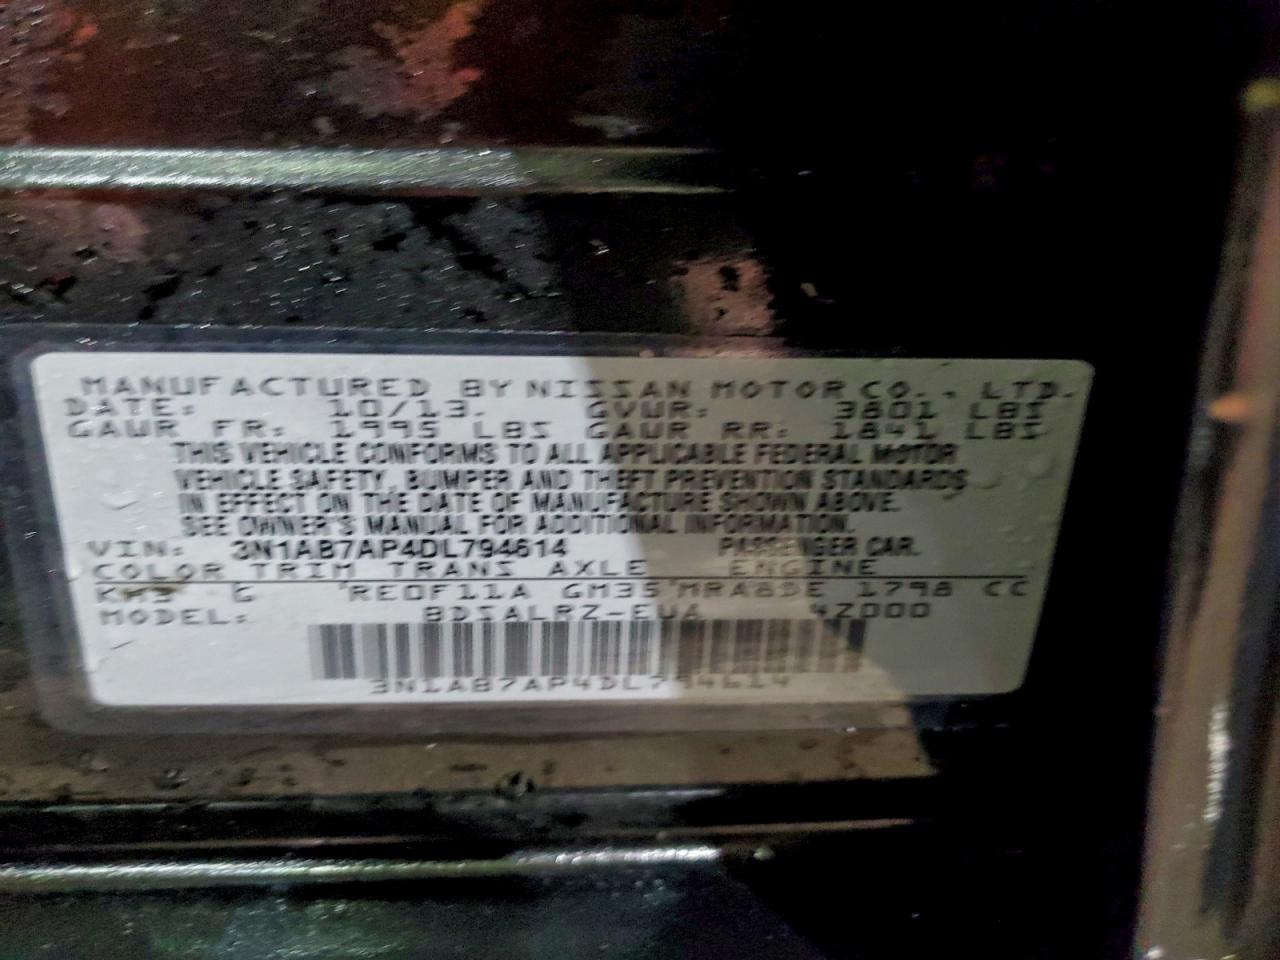 MANUFACTURED BY NISSAN MOTOR CO., LTD.
DATE: 10/13. GVWR: 3801 LBS
GAWR FR: 1995 LBS GAWR RR: 1841 LBS
THIS VEHICLE CONFORMS TO ALL APPLICABLE FEDERAL MOTOR
VEHICLE SAFETY, BUMPER AND THEFT PREVENTION STANDARDS
IN EFFECT ON THE DATE OF MANUFACTURE SHOWN ABOVE.
SEE OWNER'S MANUAL FOR ADDITIONAL INFORMATION.
VIN: 3N1AB7AP4DL794614 PASSENGER CAR.
COLOR TRIM TRANS AXLE ENGINE
G RE0F11A GM35 MRA8DE 1798 CC
MODEL: BDSALRZ-EUA 42000
3N1AB7AP4DL794614